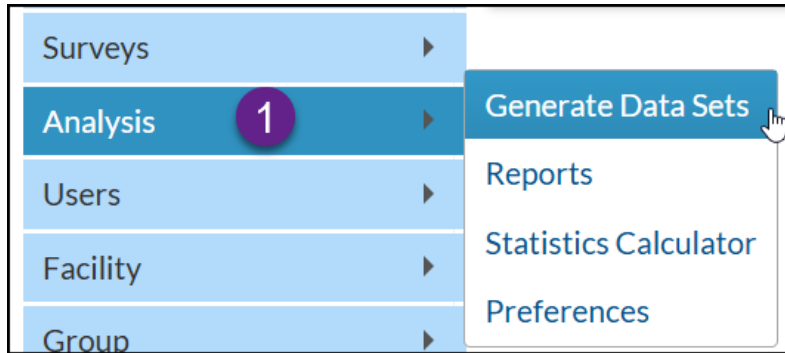 Surveys
Analysis 1
Users
Facility
Group
Generate Data Sets
Reports
Statistics Calculator
Preferences